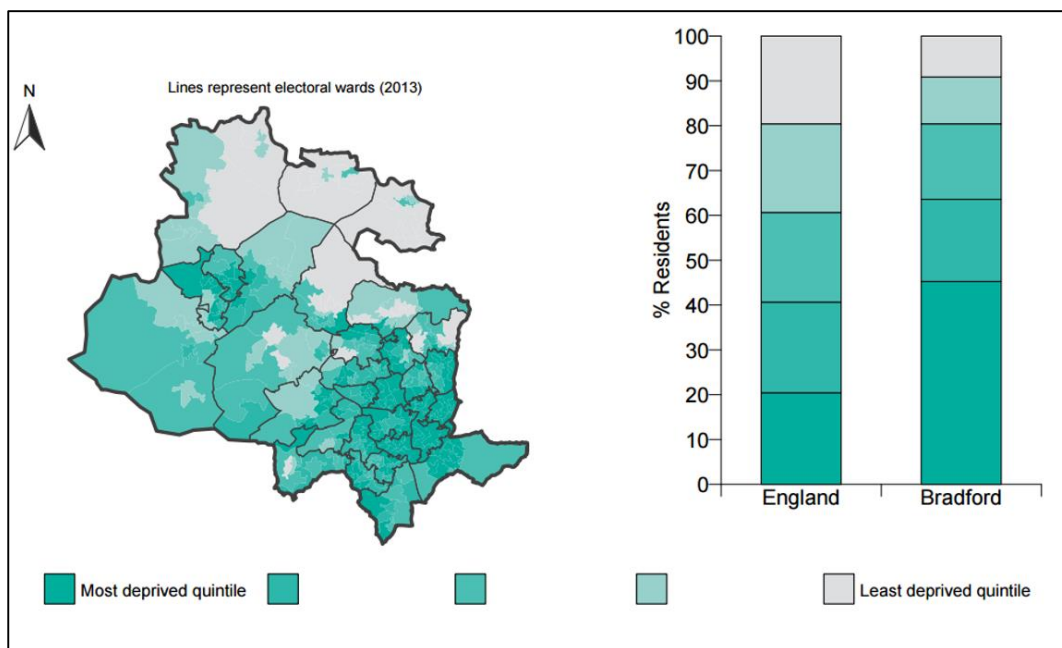 Lines represent electoral wards (2013)
N
% Residents
100
90
80
70
60
50
40
30
20
10
0
England
Bradford
Most deprived quintile
Least deprived quintile